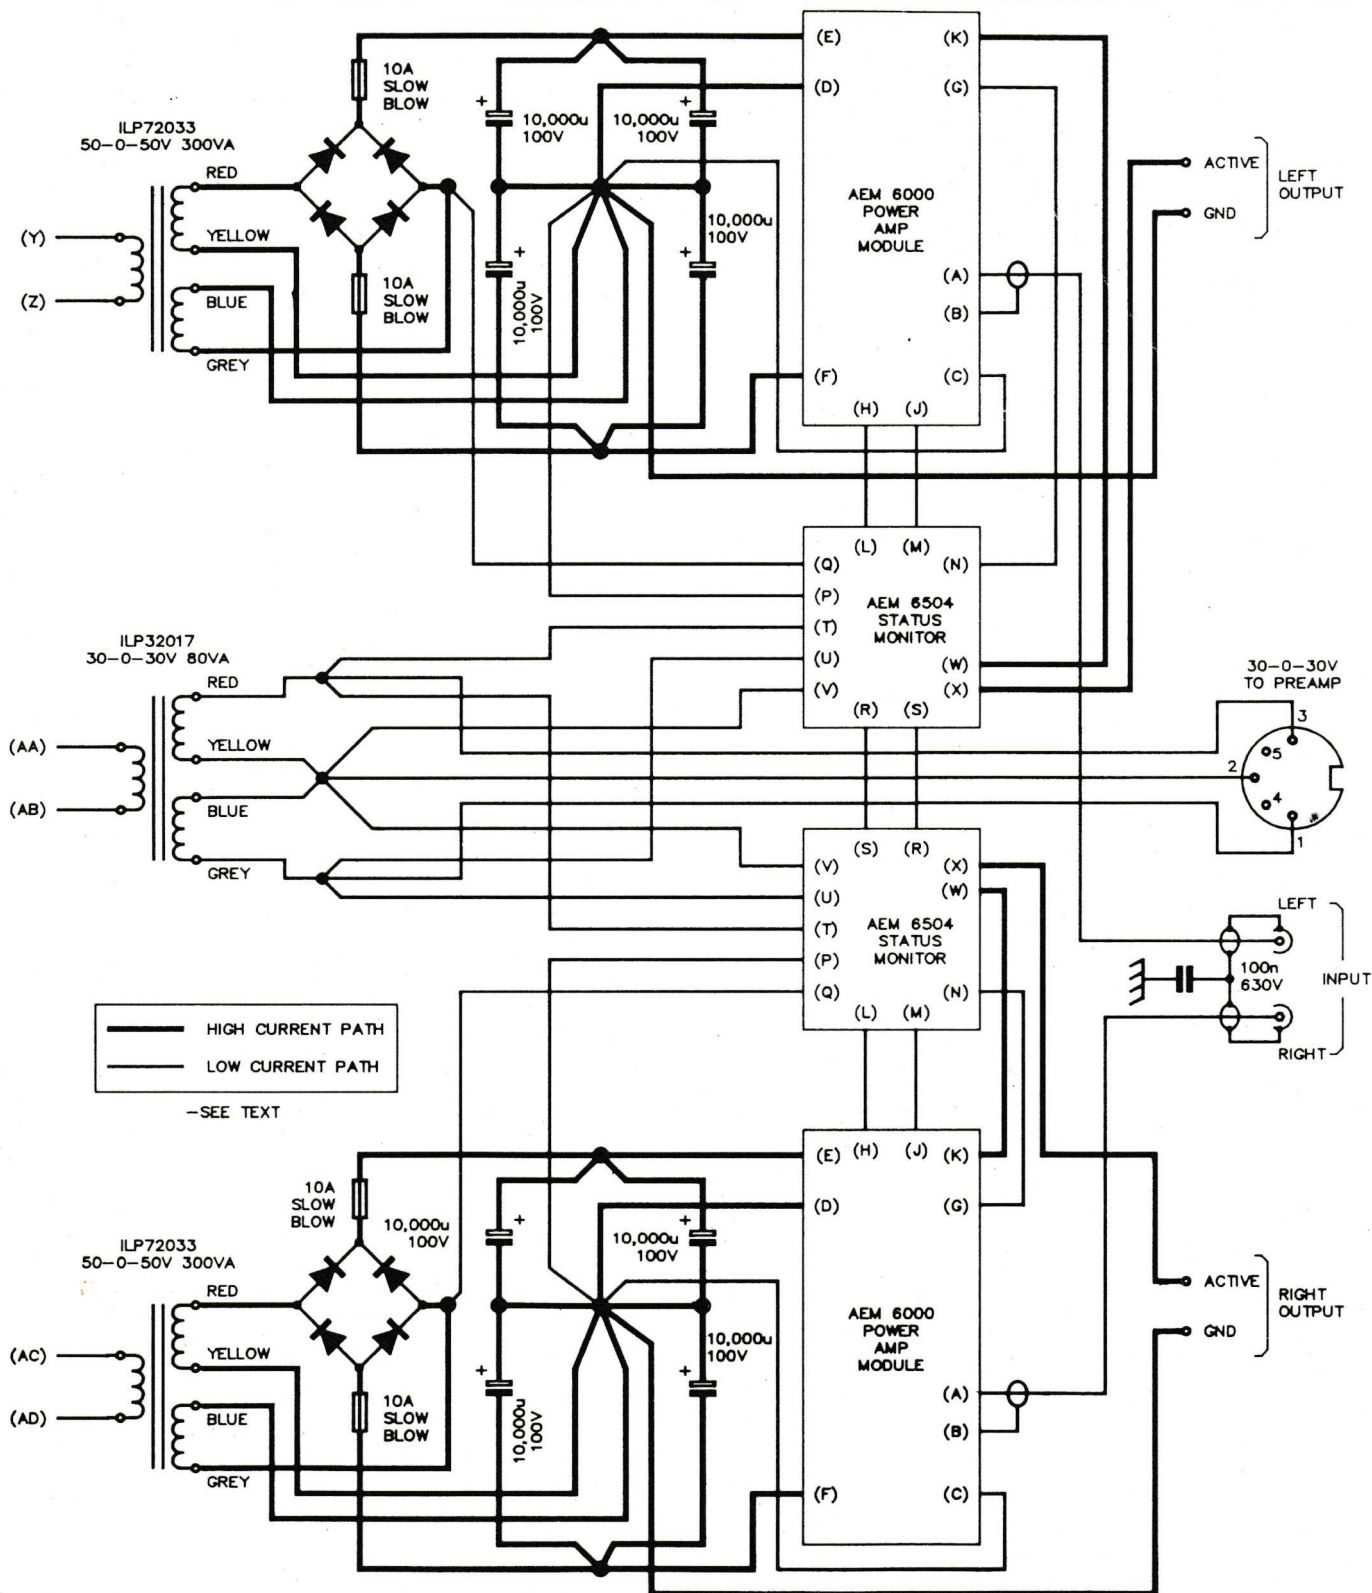 (E)
(K)
10A
SLOW
BLOW
(D)
(G)
+
10,000u
100V
+
10,000u
100V
ILP72033
50-0-50V 300VA
ACTIVE
LEFT
OUTPUT
RED
AEM 6000
POWER
AMP
MODULE
GND
(Y)
YELLOW
10,000u
100V
+
+
(Z)
BLUE
10A
SLOW
BLOW
10,000u
100V
(A)
(B)
GREY
(F)
(C)
(H)
(J)
(L)
(M)
(Q)
(N)
(P)
AEM 6504
STATUS
MONITOR
(T)
ILP32017
30-0-30V 80VA
(U)
(W)
30-0-30V
TO PREAMP
RED
(V)
(X)
(R)
(S)
3
(AA)
YELLOW
5
2
(AB)
BLUE
4
1
(S)
(R)
GREY
(V)
(X)
(U)
(W)
LEFT
(T)
AEM 6504
STATUS
MONITOR
(P)
100n
630V
INPUT
(Q)
(N)
(L)
(M)
HIGH CURRENT PATH
RIGHT
LOW CURRENT PATH
-SEE TEXT
(E)
(H)
(J)
(K)
10A
SLOW
BLOW
(D)
(G)
10,000u
100V
+
+
10,000u
100V
ILP72033
50-0-50V 300VA
ACTIVE
RIGHT
OUTPUT
RED
AEM 6000
POWER
AMP
MODULE
GND
(AC)
YELLOW
10,000u
100V
+
+
(AD)
BLUE
10A
SLOW
BLOW
10,000u
100V
(A)
(B)
GREY
(F)
(C)